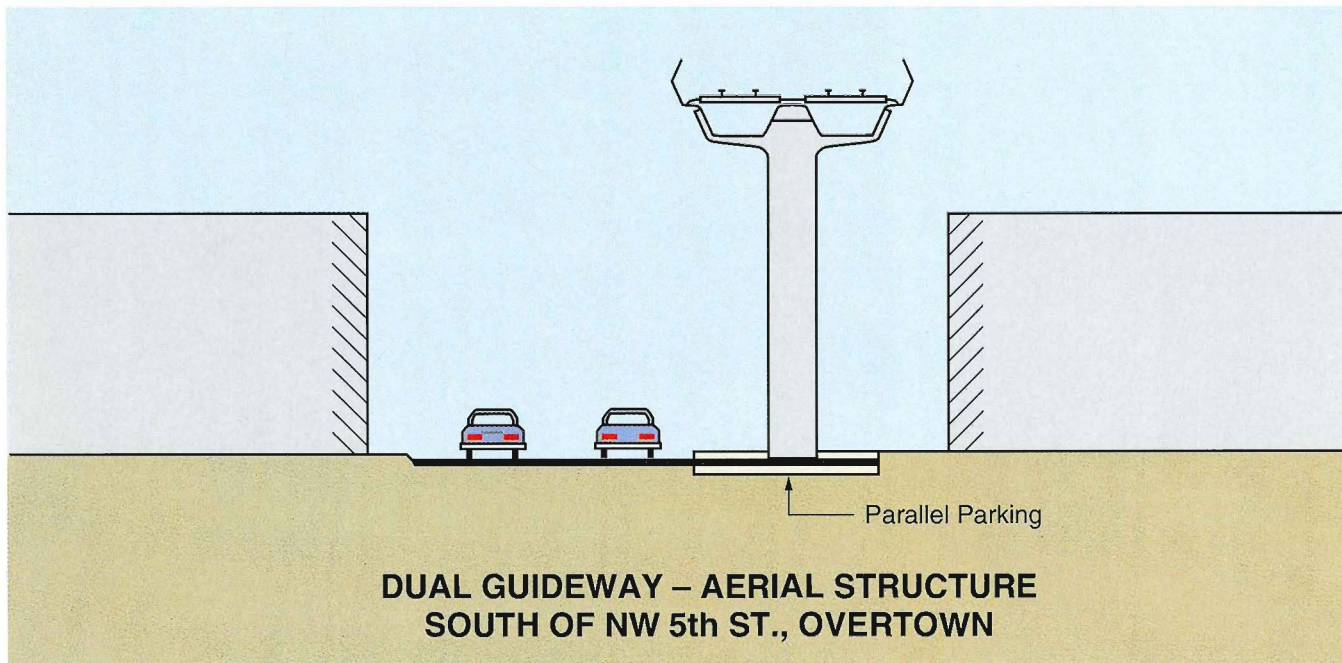 Parallel Parking
DUAL GUIDEWAY – AERIAL STRUCTURE
SOUTH OF NW 5th ST., OVERTOWN